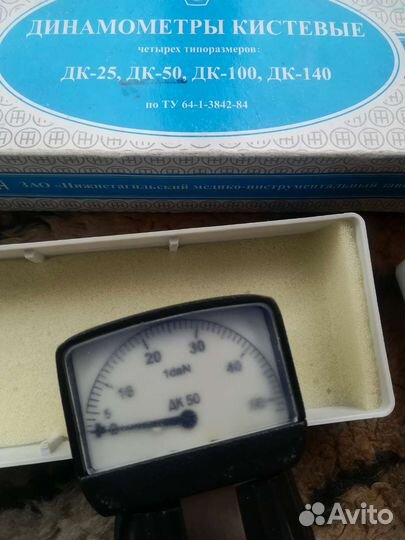 ДИНАМОМЕТРЫ КИСТЕВЫЕ
четырех типоразмеров:
ДК-25, ДК-50, ДК-100, ДК-140
по ТУ 64-1-3842-84
ЗАО «Нижнетагильский медико-инструментальный
20 30
10 40
1daN
5 50
ДК 50
Avito